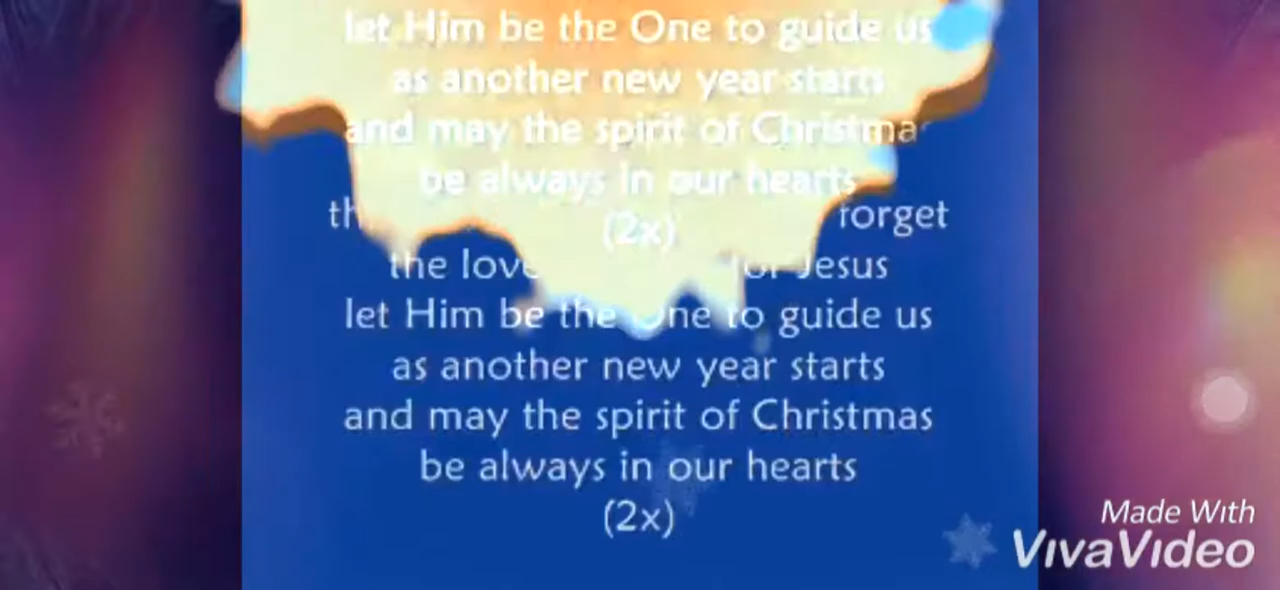 let Him be the One to guide us
as another new year starts
and may the spirit of Christma
be always in our hearts
(2x)
forget
the love for Jesus
let Him be the One to guide us
as another new year starts
and may the spirit of Christmas
be always in our hearts
(2x)
Made With
VivaVideo